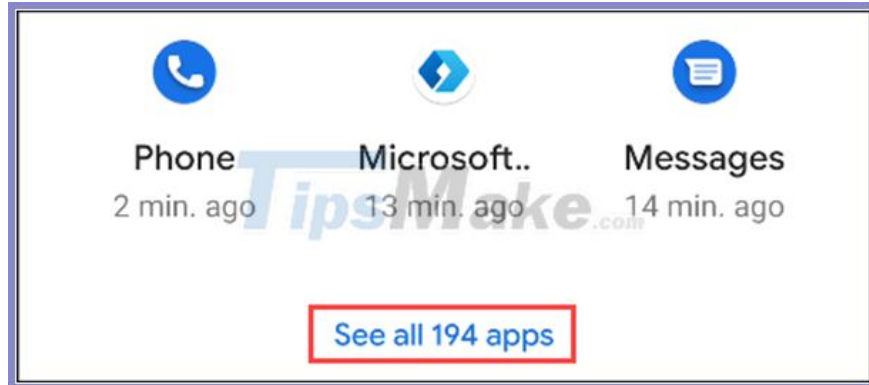 Phone Microsoft.. Messages
2 min. ago 13 min. ago 14 min. ago
TipsMake.com
See all 194 apps